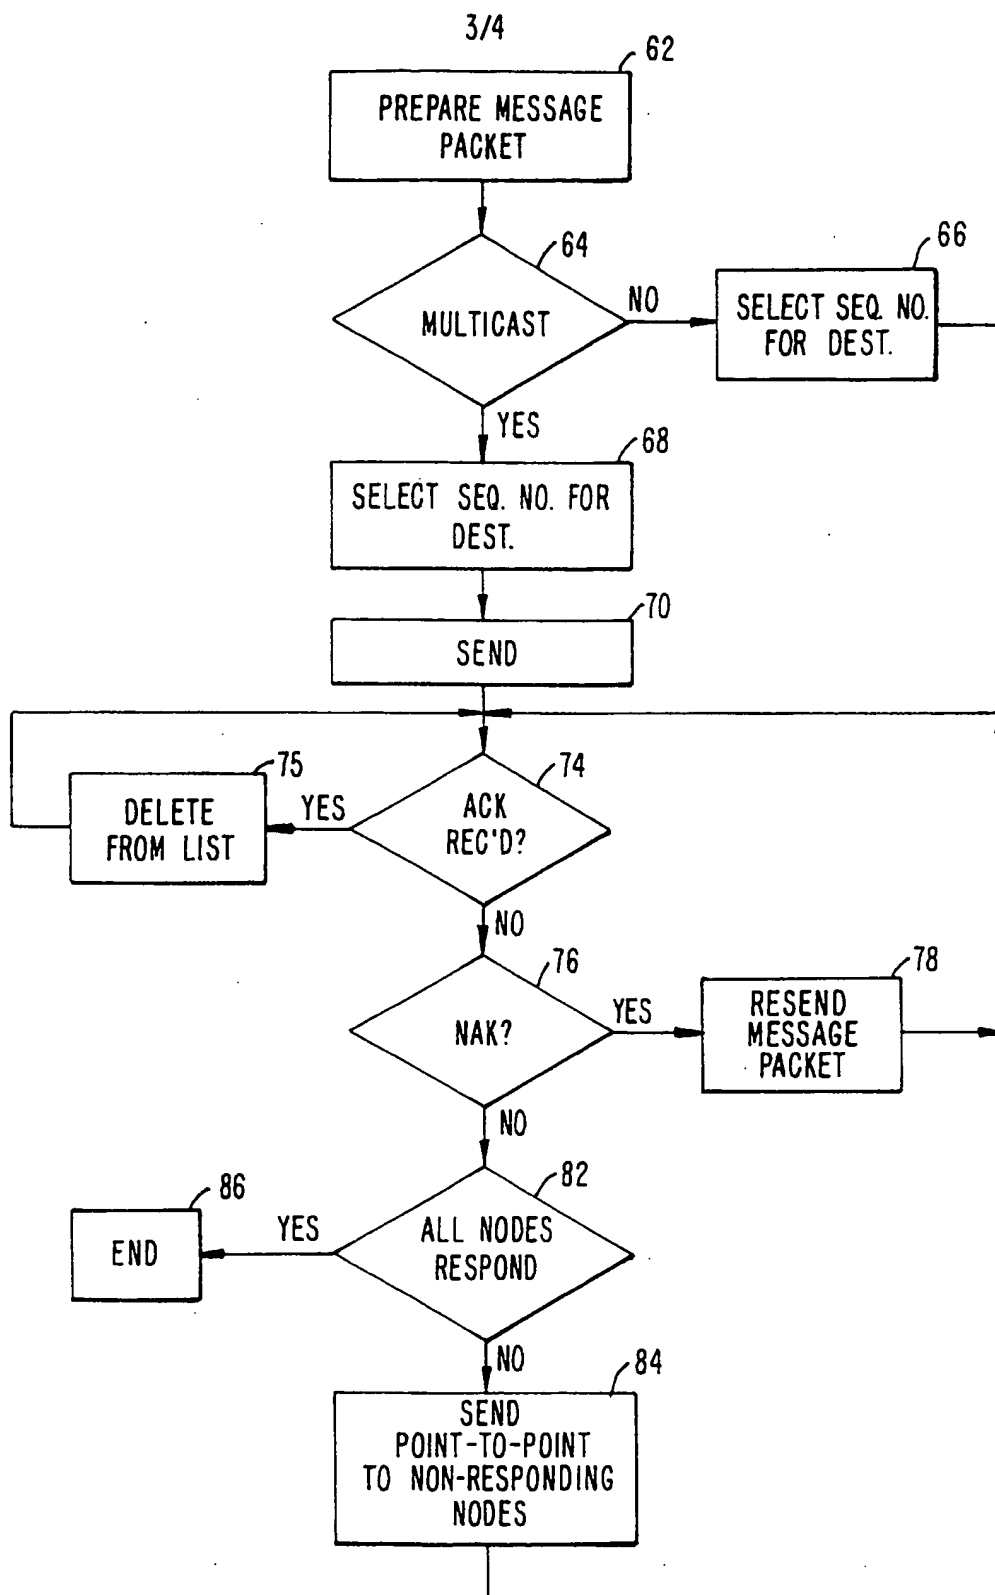 3/4
62
PREPARE MESSAGE
PACKET
64
MULTICAST
NO
66
SELECT SEQ. NO.
FOR DEST.
YES
68
SELECT SEQ. NO. FOR
DEST.
70
SEND
74
ACK
REC'D?
YES
75
DELETE
FROM LIST
NO
76
NAK?
YES
78
RESEND
MESSAGE
PACKET
NO
82
ALL NODES
RESPOND
YES
86
END
NO
84
SEND
POINT-TO-POINT
TO NON-RESPONDING
NODES